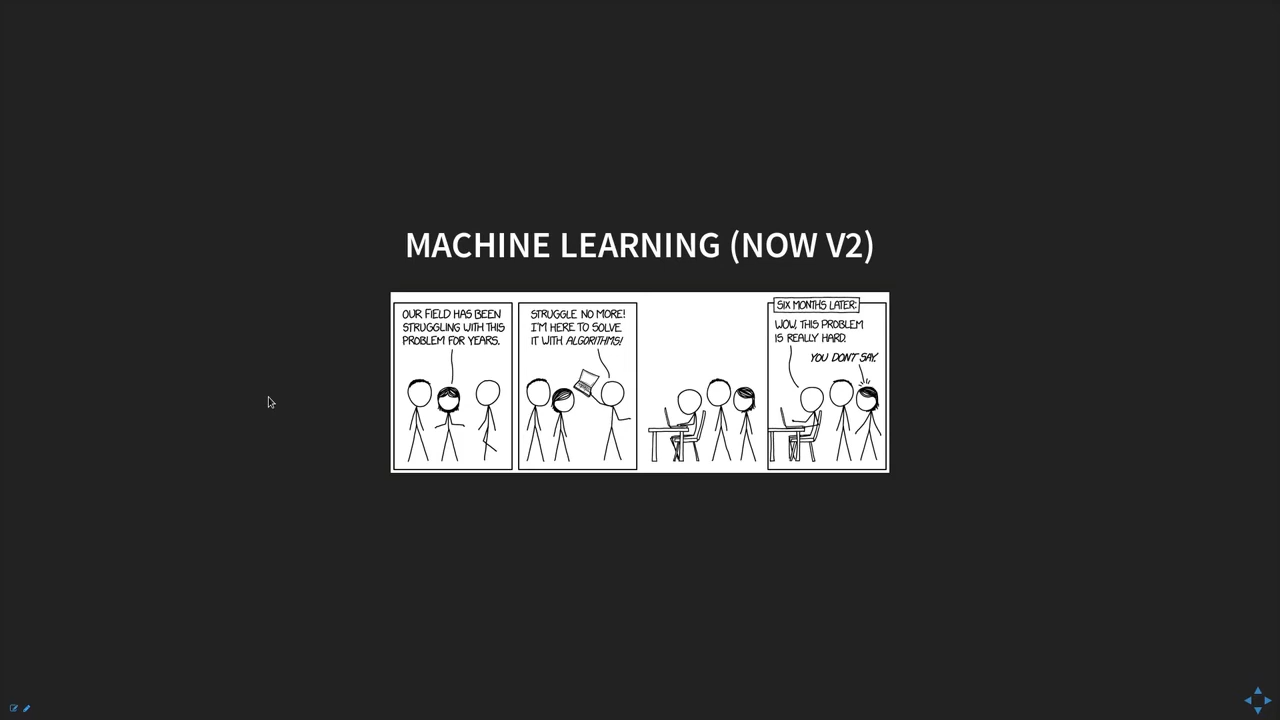 MACHINE LEARNING (NOW V2)
OUR FIELD HAS BEEN
STRUGGLING WITH THIS
PROBLEM FOR YEARS.
STRUGGLE NO MORE!
I'M HERE TO SOLVE
IT WITH ALGORITHMS!
SIX MONTHS LATER:
WOW, THIS PROBLEM
IS REALLY HARD.
YOU DON'T SAY.